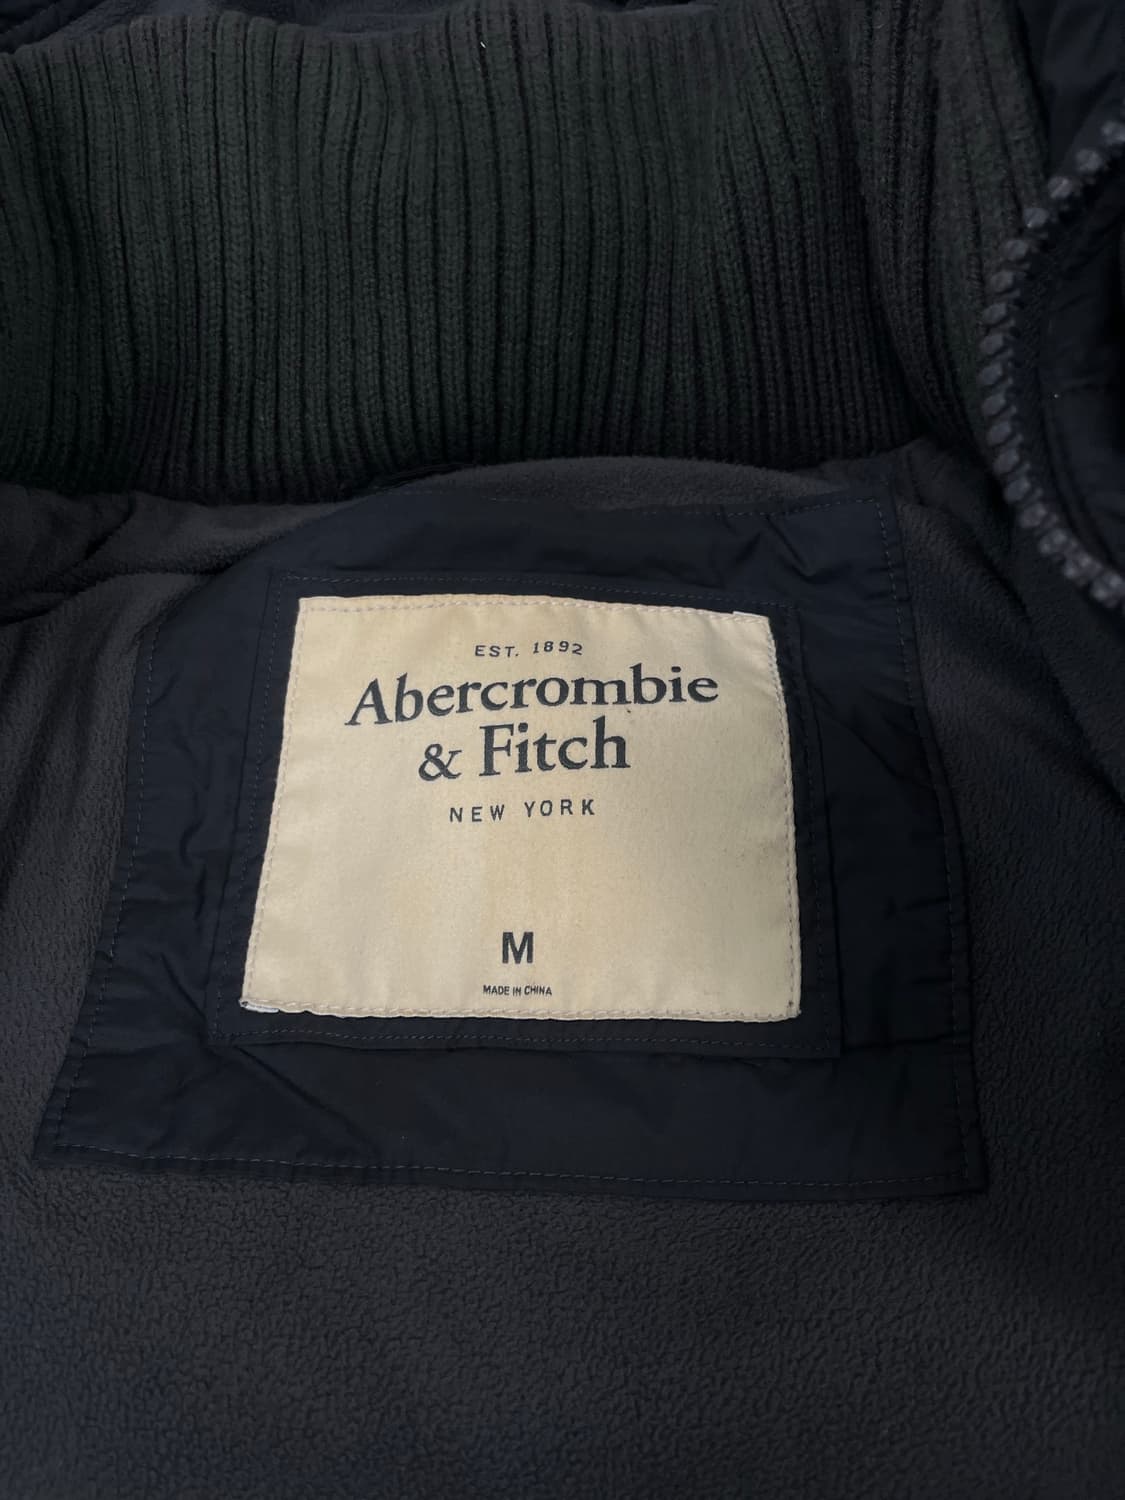 EST. 1892
Abercrombie
& Fitch
NEW YORK
M
MADE IN CHINA